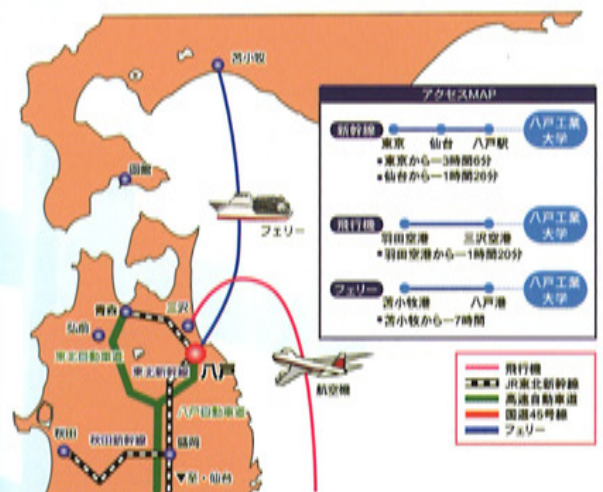 苫小牧
函館
フェリー
青森
三沢
弘前
東北自動車道
東北新幹線
八戸
八戸自動車道
秋田
秋田新幹線
盛岡
▼至・仙台
航空機
アクセスMAP
新幹線
東京 仙台 八戸駅
八戸工業
大学
*東京から―3時間6分
*仙台から―1時間26分
飛行機
羽田空港 三沢空港
八戸工業
大学
*羽田空港から―1時間20分
フェリー
苫小牧港 八戸港
八戸工業
大学
*苫小牧から―7時間
飛行機
JR東北新幹線
高速自動車道
国道45号線
フェリー